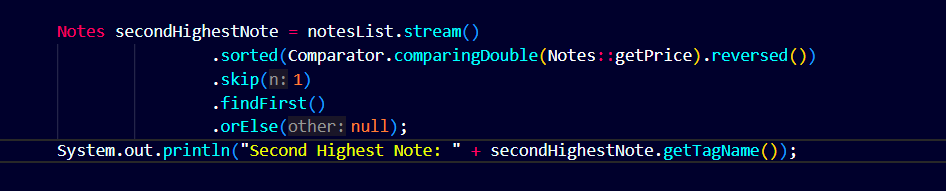 Notes secondHighestNote = notesList.stream()
.sorted(Comparator.comparingDouble(Notes::getPrice).reversed())
.skip(n: 1)
.findFirst()
.orElse(other: null);
System.out.println("Second Highest Note: " + secondHighestNote.getTagName());